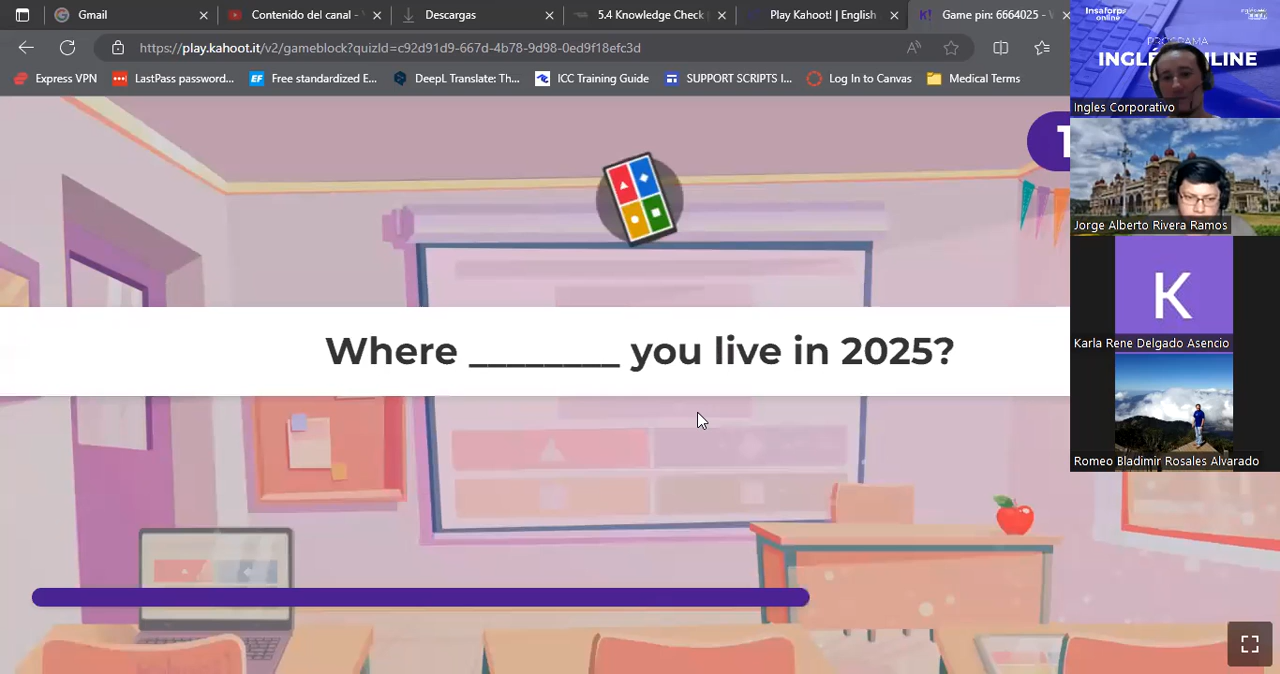 Gmail
Contenido del canal -
Descargas
5.4 Knowledge Check
Play Kahoot! | English
K! Game pin: 6664025 -
https://play.kahoot.it/v2/gameblock?quizId=c92d91d9-667d-4b78-9d98-0ed9f18efc3d
Express VPN
LastPass password...
EF Free standardized E...
DeepL Translate: Th...
ICC Training Guide
SUPPORT SCRIPTS I...
Log In to Canvas
Medical Terms
Insaforp
online
PROGRAMA
Ingles Corporativo
Jorge Alberto Rivera Ramos
K
Karla Rene Delgado Asencio
Romeo Bladimir Rosales Alvarado
Where ________ you live in 2025?